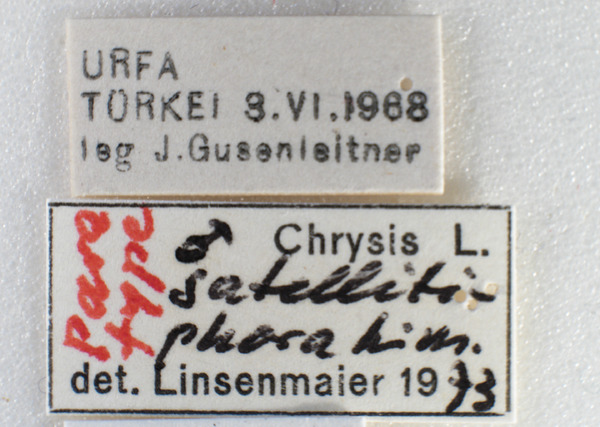 URFA
TÜRKEI 3.VI.1968
leg J.Gusenleitner
Para
type
♂ Chrysis L.
satelliti-
phora Lins.
det. Linsenmaier 1973